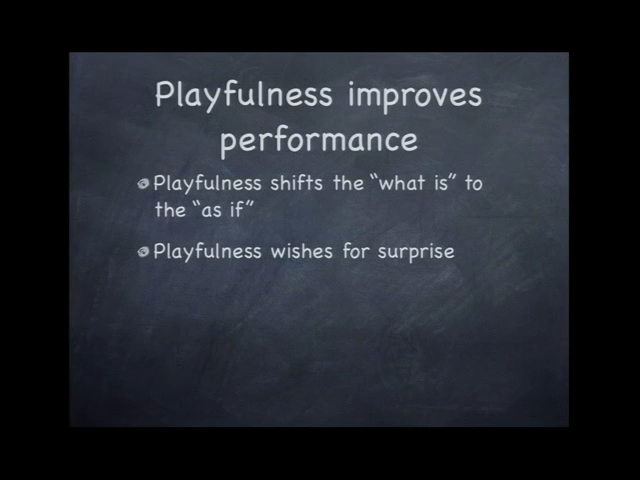 Playfulness improves
performance
Playfulness shifts the “what is” to
the “as if”
Playfulness wishes for surprise